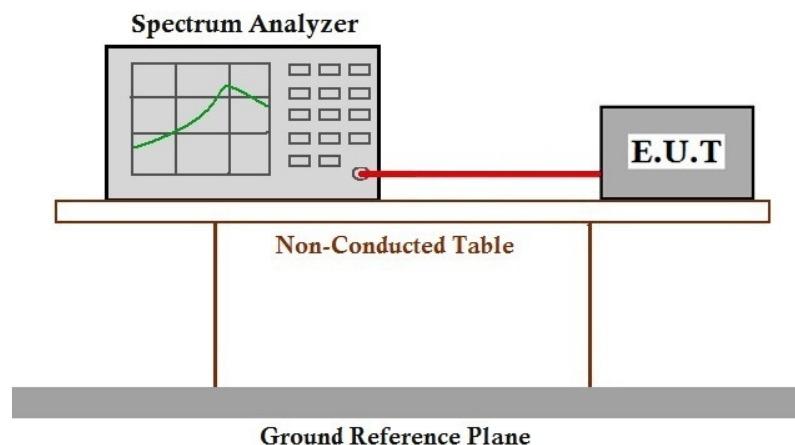 Spectrum Analyzer
E.U.T
Non-Conducted Table
Ground Reference Plane